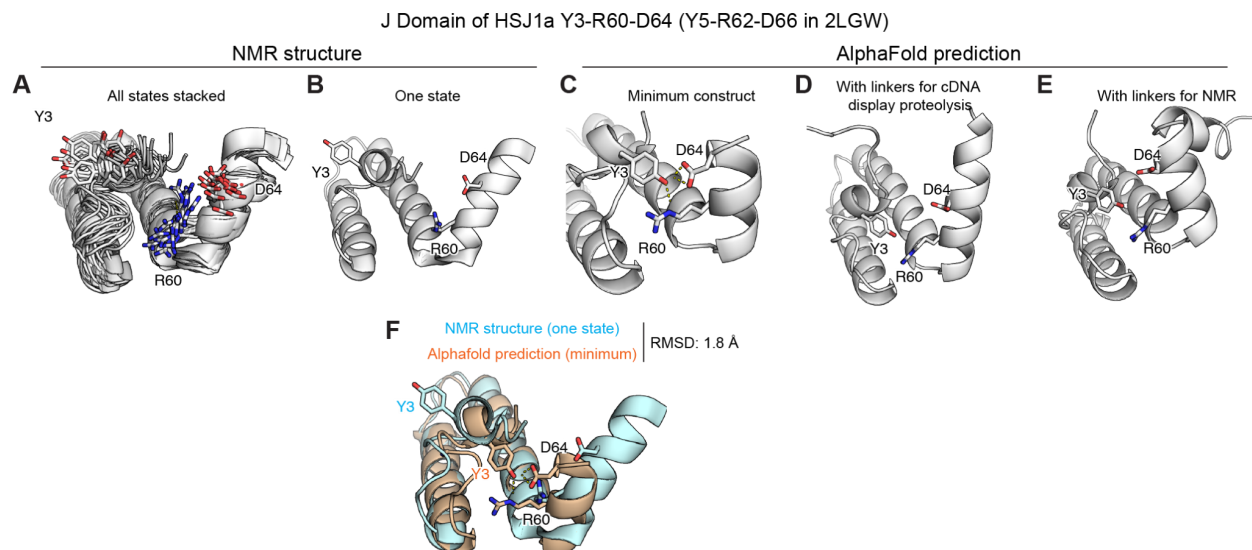 J Domain of HSJ1a Y3-R60-D64 (Y5-R62-D66 in 2LGW)
NMR structure
AlphaFold prediction
A
All states stacked
Y3
D64
R60
B
One state
Y3
D64
R60
C
Minimum construct
Y3
D64
R60
D
With linkers for cDNA
display proteolysis
D64
Y3
R60
E
With linkers for NMR
D64
Y3
R60
F
NMR structure (one state)
Alphafold prediction (minimum)
RMSD: 1.8 Å
Y3
D64
Y3
R60